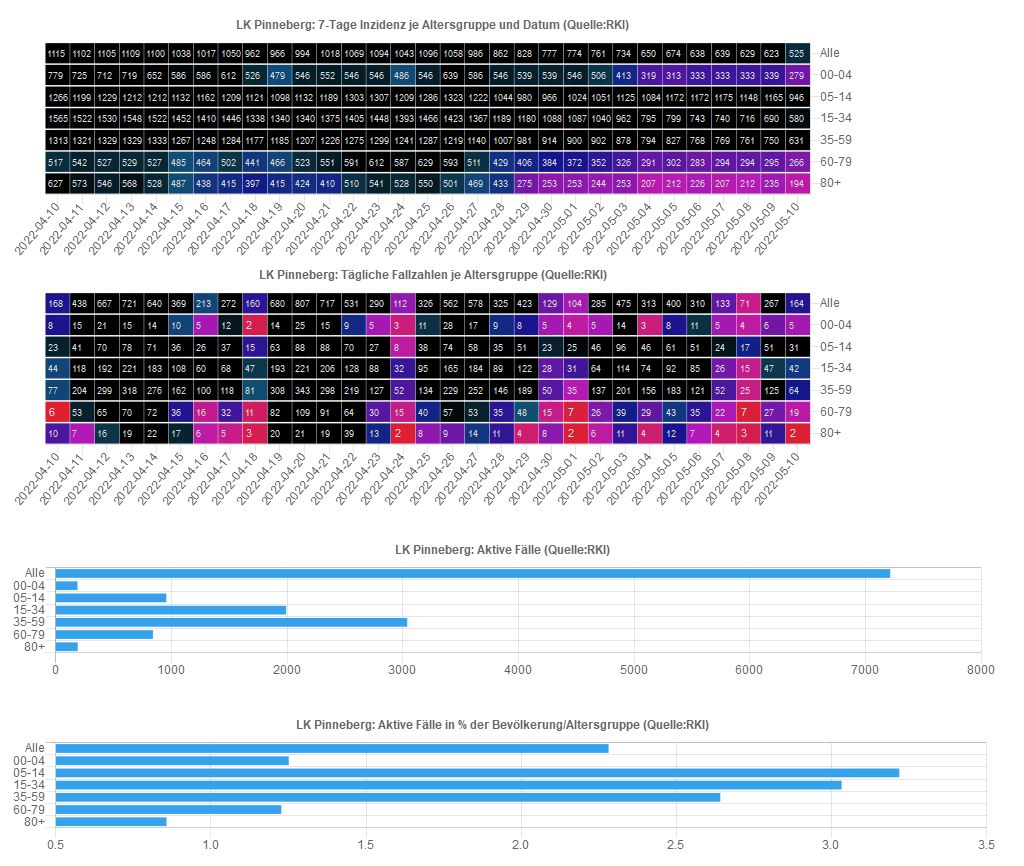 LK Pinneberg: 7-Tage Inzidenz je Altersgruppe und Datum (Quelle:RKI)
1115 1102 1105 1109 1100 1038 1017 1050 962 966 994 1018 1069 1094 1043 1095 1058 986 862 828 777 774 761 734 650 674 638 639 629 623 525 Alle
779 725 712 719 652 586 586 612 526 479 546 552 546 546 486 546 639 586 546 539 539 546 506 413 319 313 333 333 333 339 279 00-04
1266 1199 1229 1212 1212 1132 1162 1209 1121 1098 1132 1189 1303 1307 1209 1286 1323 1222 1044 980 966 1024 1051 1125 1084 1172 1172 1175 1148 1165 946 05-14
1565 1522 1530 1548 1522 1452 1410 1446 1338 1340 1340 1375 1405 1448 1393 1466 1423 1367 1189 1180 1088 1087 1040 962 795 799 743 740 716 690 580 15-34
1313 1321 1329 1329 1333 1267 1248 1284 1177 1185 1207 1226 1275 1299 1241 1287 1219 1140 1007 981 914 900 902 878 794 827 768 769 761 750 631 35-59
517 542 527 529 527 485 464 502 441 466 523 551 591 612 587 629 593 511 429 406 384 372 352 326 291 302 283 294 294 295 266 60-79
627 573 546 568 528 487 438 415 397 415 424 410 510 541 528 550 501 469 433 275 253 253 244 253 207 212 226 207 212 235 194 80+
2022-04-10 2022-04-11 2022-04-12 2022-04-13 2022-04-14 2022-04-15 2022-04-16 2022-04-17 2022-04-18 2022-04-19 2022-04-20 2022-04-21 2022-04-22 2022-04-23 2022-04-24 2022-04-25 2022-04-26 2022-04-27 2022-04-28 2022-04-29 2022-04-30 2022-05-01 2022-05-02 2022-05-03 2022-05-04 2022-05-05 2022-05-06 2022-05-07 2022-05-08 2022-05-09 2022-05-10
LK Pinneberg: Tägliche Fallzahlen je Altersgruppe (Quelle:RKI)
168 438 667 721 640 369 213 272 160 680 807 717 531 290 112 326 562 578 325 423 129 104 285 475 313 400 310 133 71 267 164 Alle
8 15 21 15 14 10 5 12 2 14 25 15 9 5 3 11 28 17 9 8 5 4 5 14 3 8 11 5 4 6 5 00-04
23 41 70 78 71 36 26 37 15 63 88 88 70 27 8 38 74 58 35 51 23 25 46 96 46 61 51 24 17 51 31 05-14
44 118 192 221 183 108 60 68 47 193 221 206 128 88 32 95 165 184 89 122 28 31 64 114 74 92 85 26 15 47 42 15-34
77 204 299 318 276 162 100 118 81 308 343 298 219 127 52 134 229 252 146 189 50 35 137 201 156 183 121 52 25 125 64 35-59
6 53 65 70 72 36 16 32 11 82 109 91 64 30 15 40 57 53 35 48 15 7 26 39 29 43 35 22 7 27 19 60-79
10 7 16 19 22 17 6 5 3 20 21 19 39 13 2 8 9 14 11 4 8 2 6 11 4 12 7 4 3 11 2 80+
2022-04-10 2022-04-11 2022-04-12 2022-04-13 2022-04-14 2022-04-15 2022-04-16 2022-04-17 2022-04-18 2022-04-19 2022-04-20 2022-04-21 2022-04-22 2022-04-23 2022-04-24 2022-04-25 2022-04-26 2022-04-27 2022-04-28 2022-04-29 2022-04-30 2022-05-01 2022-05-02 2022-05-03 2022-05-04 2022-05-05 2022-05-06 2022-05-07 2022-05-08 2022-05-09 2022-05-10
LK Pinneberg: Aktive Fälle (Quelle:RKI)
Alle
00-04
05-14
15-34
35-59
60-79
80+
0 1000 2000 3000 4000 5000 6000 7000 8000
LK Pinneberg: Aktive Fälle in % der Bevölkerung/Altersgruppe (Quelle:RKI)
Alle
00-04
05-14
15-34
35-59
60-79
80+
0.5 1.0 1.5 2.0 2.5 3.0 3.5